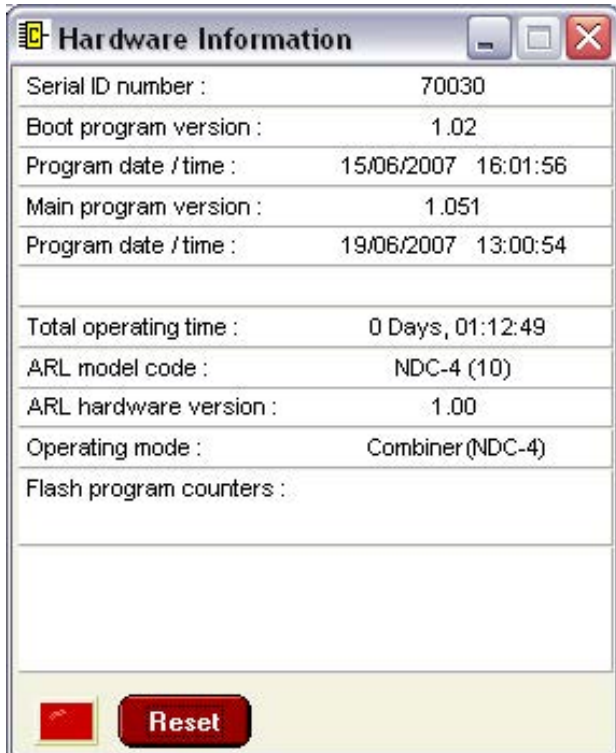 Hardware Information
Serial ID number : 70030
Boot program version : 1.02
Program date / time : 15/06/2007 16:01:56
Main program version : 1.051
Program date / time : 19/06/2007 13:00:54
Total operating time : 0 Days, 01:12:49
ARL model code : NDC-4 (10)
ARL hardware version : 1.00
Operating mode : Combiner(NDC-4)
Flash program counters :
Reset